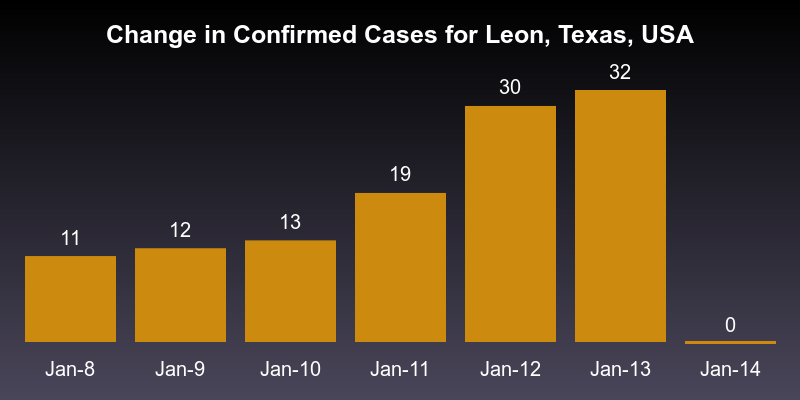 Change in Confirmed Cases for Leon, Texas, USA
11 12 13 19 30 32 0
Jan-8 Jan-9 Jan-10 Jan-11 Jan-12 Jan-13 Jan-14